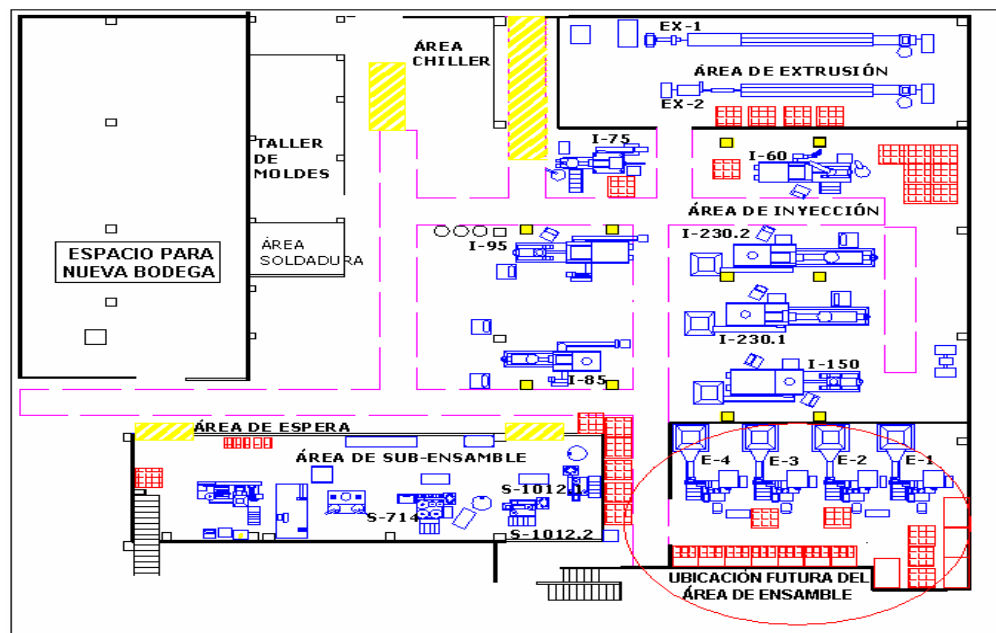 EX-1
ÁREA
CHILLER
ÁREA DE EXTRUSIÓN
EX-2
I-75
I-60
TALLER
DE
MOLDES
ÁREA DE INYECCIÓN
I-230.2
ÁREA
SOLDADURA
I-95
ESPACIO PARA
NUEVA BODEGA
I-230.1
I-150
I-85
ÁREA DE ESPERA
ÁREA DE SUB-ENSAMBLE
E-4
E-3
E-2
E-1
S-1012.1
S-714
S-1012.2
UBICACIÓN FUTURA DEL
ÁREA DE ENSAMBLE